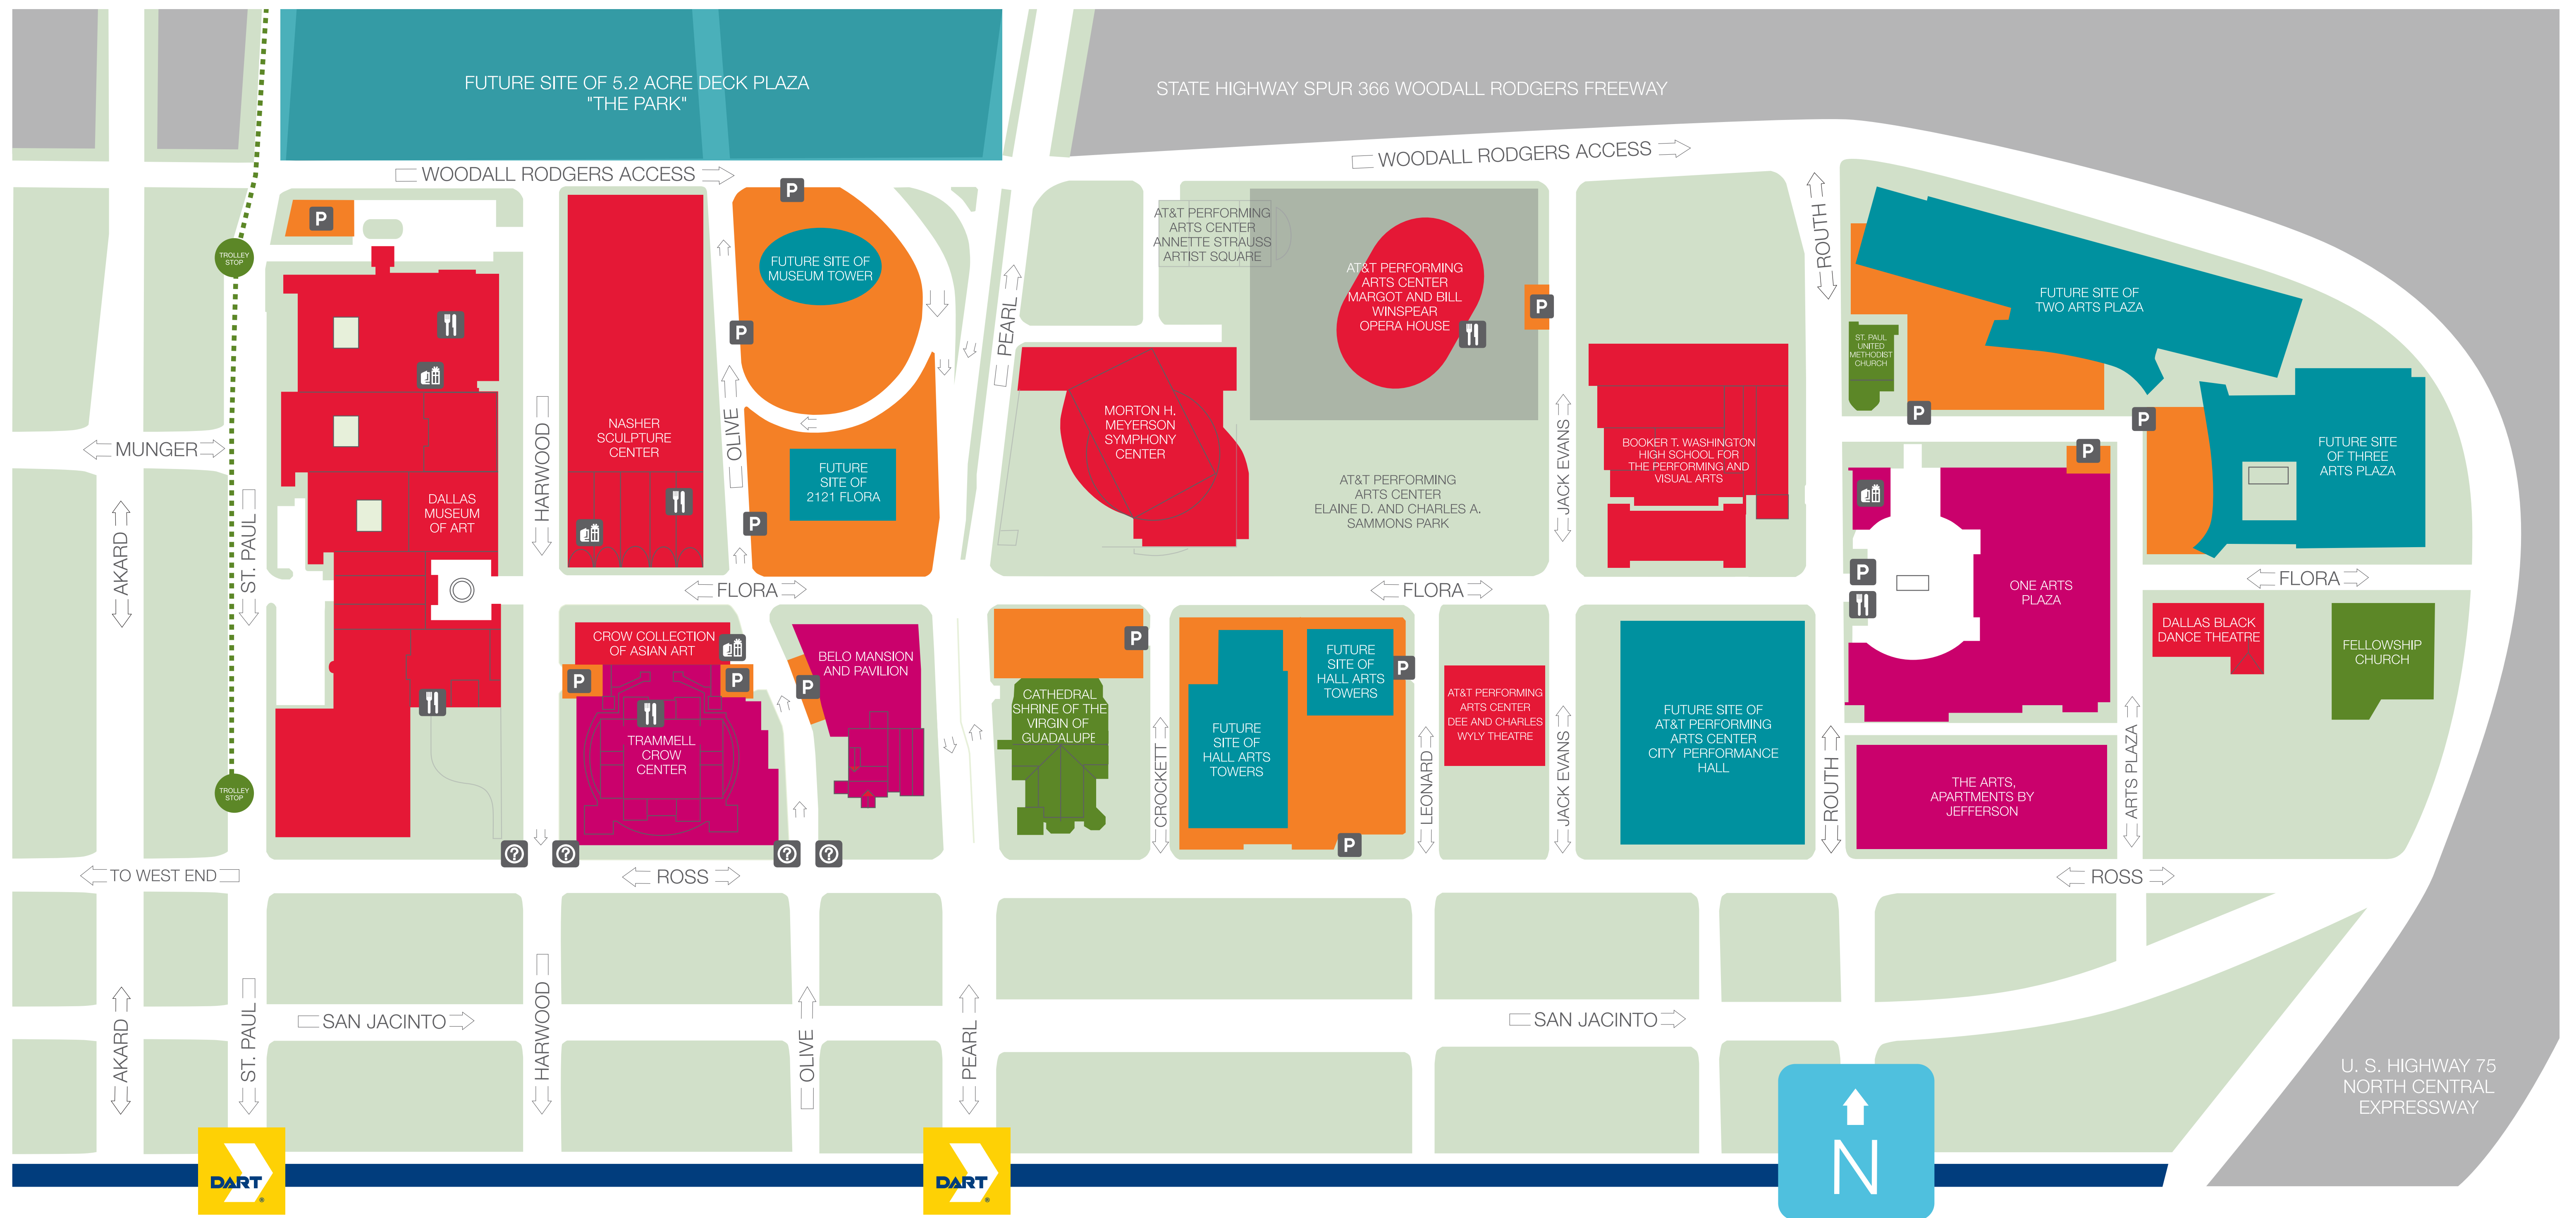 FUTURE SITE OF 5.2 ACRE DECK PLAZA
"THE PARK"
STATE HIGHWAY SPUR 366 WOODALL RODGERS FREEWAY
WOODALL RODGERS ACCESS
WOODALL RODGERS ACCESS
P
P
TROLLEY
STOP
FUTURE SITE OF
MUSEUM TOWER
P
AT&T PERFORMING
ARTS CENTER
ANNETTE STRAUSS
ARTIST SQUARE
AT&T PERFORMING
ARTS CENTER
MARGOT AND BILL
WINSPEAR
OPERA HOUSE
P
ROUTH
FUTURE SITE OF
TWO ARTS PLAZA
ST. PAUL
UNITED
METHODIST
CHURCH
P
P
P
PEARL
MUNGER
AKARD
ST. PAUL
DALLAS
MUSEUM
OF ART
HARWOOD
NASHER
SCULPTURE
CENTER
OLIVE
FUTURE
SITE OF
2121 FLORA
P
MORTON H.
MEYERSON
SYMPHONY
CENTER
AT&T PERFORMING
ARTS CENTER
ELAINE D. AND CHARLES A.
SAMMONS PARK
JACK EVANS
BOOKER T. WASHINGTON
HIGH SCHOOL FOR
THE PERFORMING AND
VISUAL ARTS
FUTURE SITE
OF THREE
ARTS PLAZA
P
ONE ARTS
PLAZA
FLORA
FLORA
FLORA
CROW COLLECTION
OF ASIAN ART
P
P
TRAMMELL
CROW
CENTER
BELO MANSION
AND PAVILION
P
P
CATHEDRAL
SHRINE OF THE
VIRGIN OF
GUADALUPE
CROCKETT
FUTURE
SITE OF
HALL ARTS
TOWERS
FUTURE
SITE OF
HALL ARTS
TOWERS
P
P
LEONARD
AT&T PERFORMING
ARTS CENTER
DEE AND CHARLES
WYLY THEATRE
JACK EVANS
FUTURE SITE OF
AT&T PERFORMING
ARTS CENTER
CITY PERFORMANCE
HALL
ROUTH
THE ARTS,
APARTMENTS BY
JEFFERSON
ARTS PLAZA
DALLAS BLACK
DANCE THEATRE
FELLOWSHIP
CHURCH
TROLLEY
STOP
?
?
?
?
TO WEST END
ROSS
ROSS
AKARD
ST. PAUL
SAN JACINTO
HARWOOD
OLIVE
PEARL
SAN JACINTO
U. S. HIGHWAY 75
NORTH CENTRAL
EXPRESSWAY
DART
®
DART
®
N